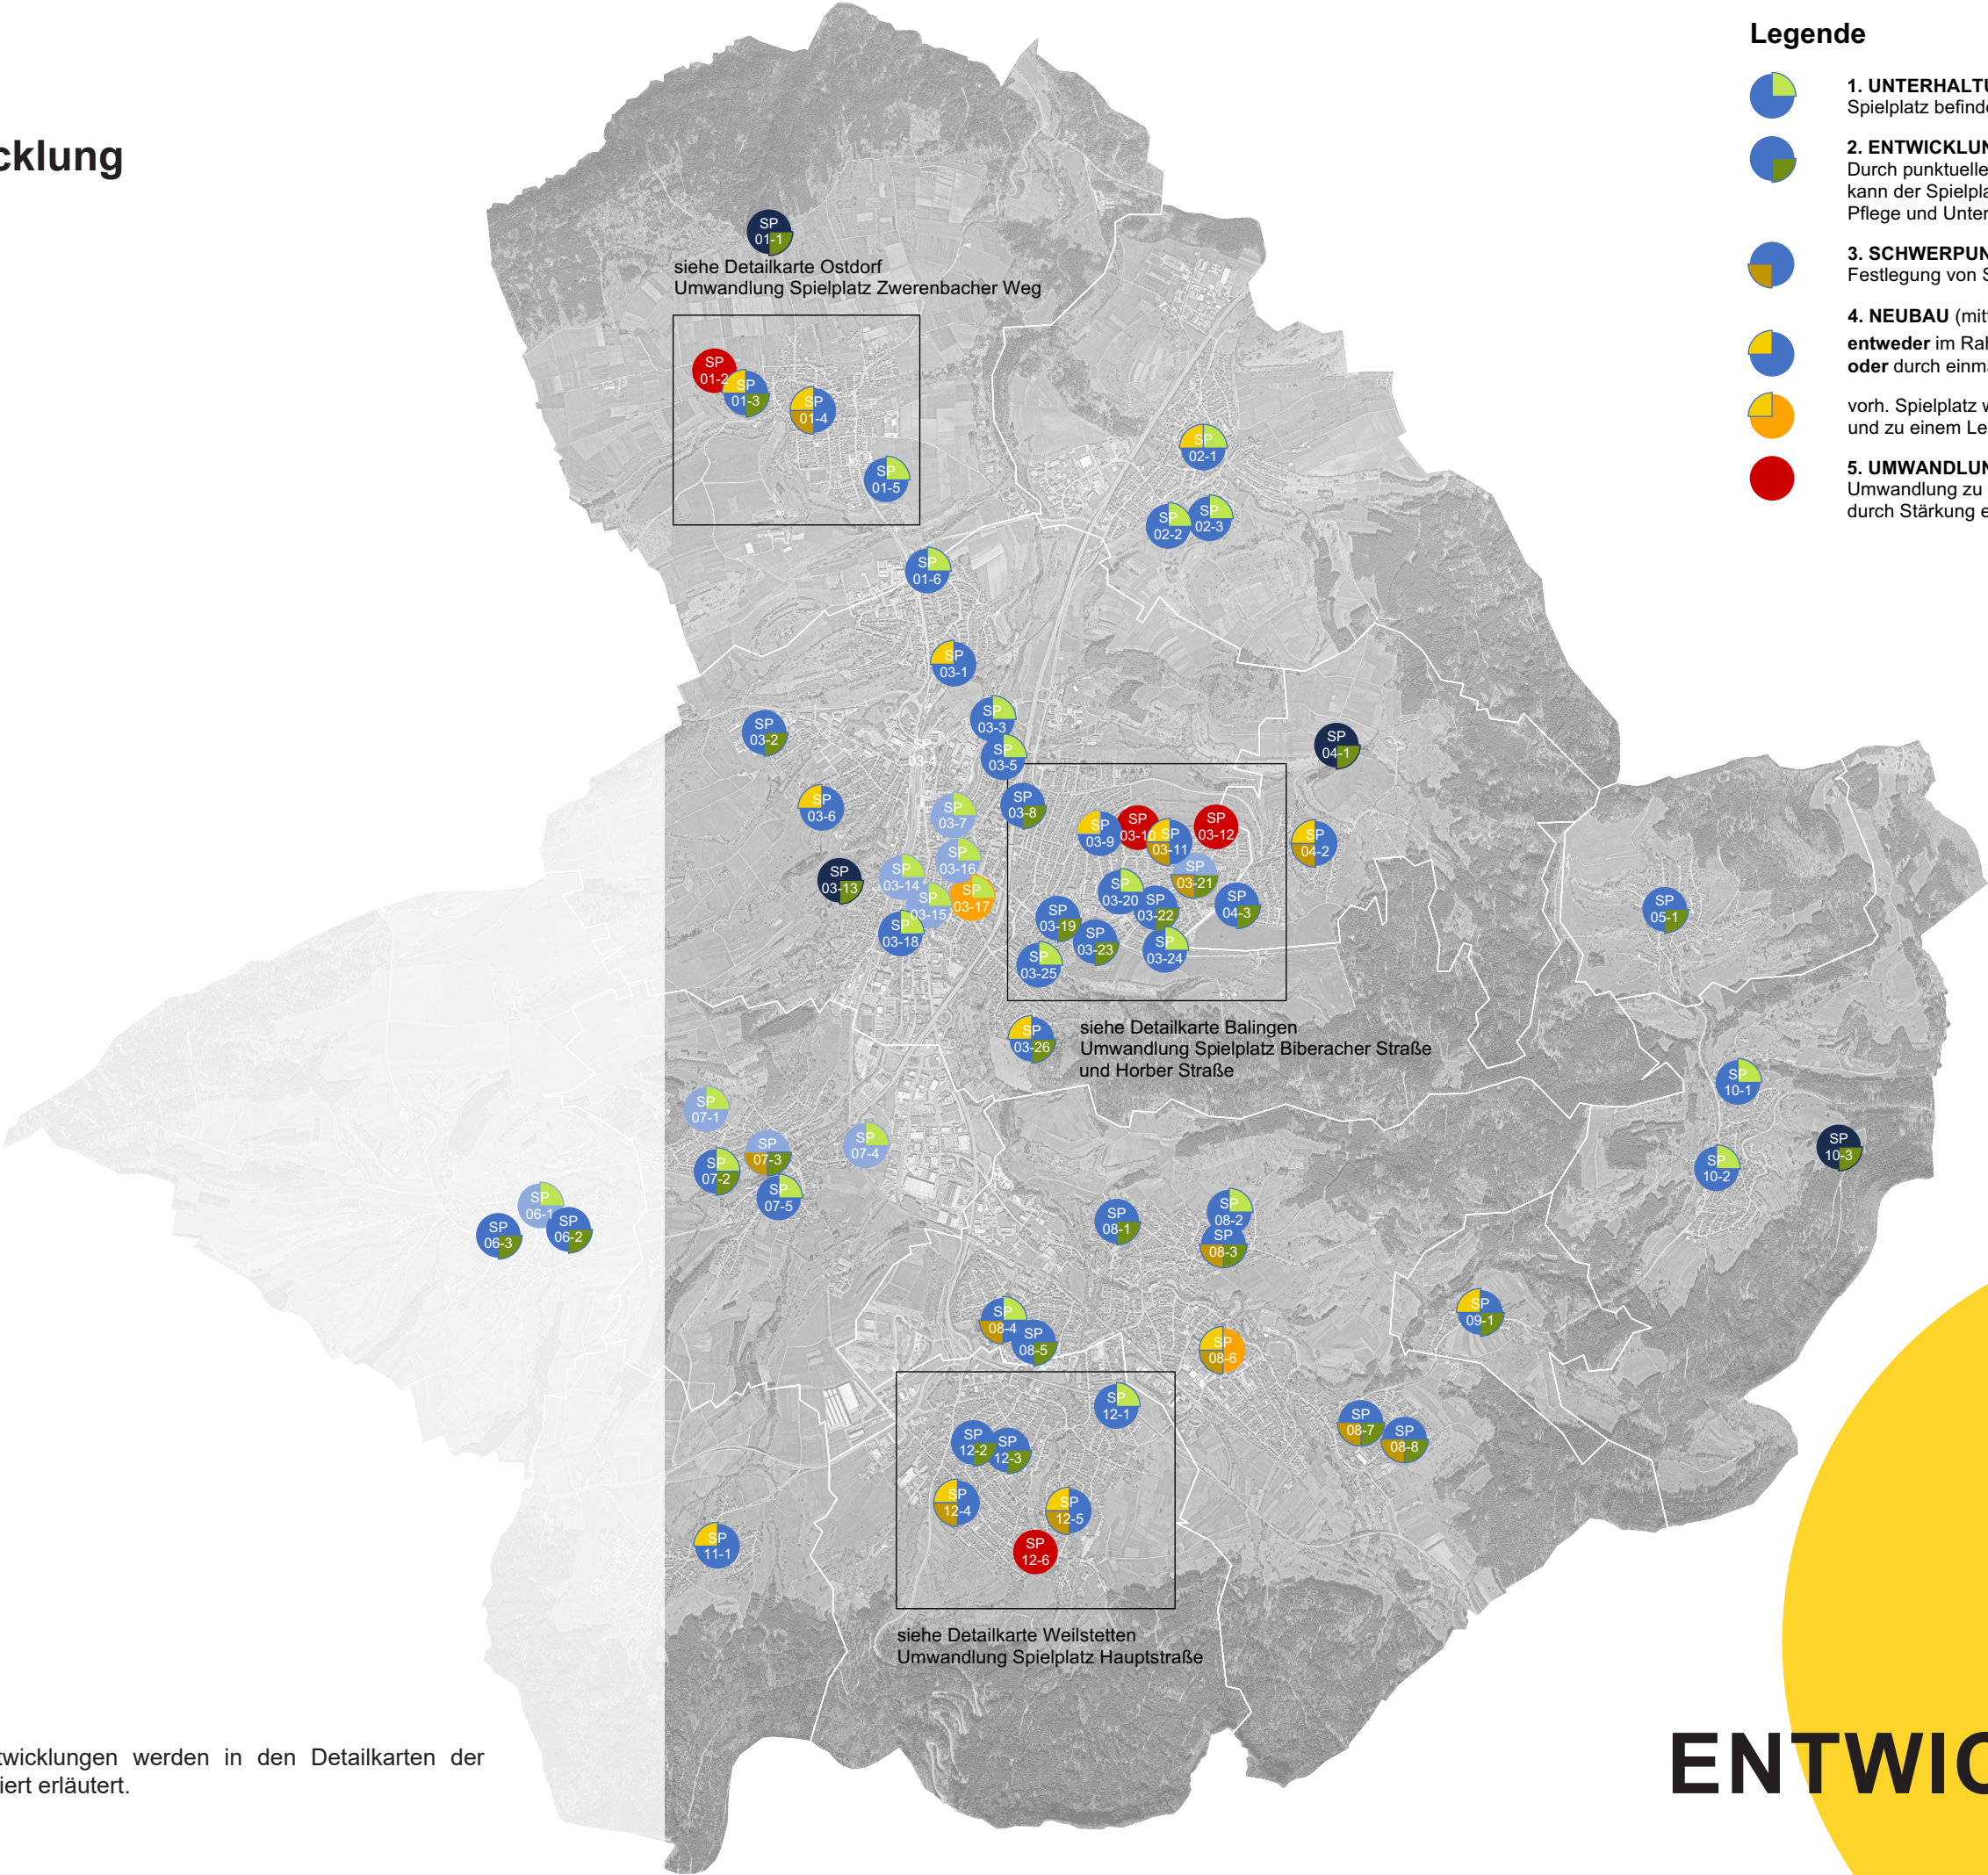 cklung
Legende
1. UNTERHALTU
Spielplatz befinde
2. ENTWICKLUN
Durch punktuelle
kann der Spielpla
Pflege und Unter
3. SCHWERPUN
Festlegung von S
4. NEUBAU (mit
entweder im Rah
oder durch einma
vorh. Spielplatz w
und zu einem Le
5. UMWANDLUN
Umwandlung zu
durch Stärkung e
SP
01-1
siehe Detailkarte Ostdorf
Umwandlung Spielplatz Zwerenbacher Weg
SP
01-2
SP
01-3
SP
01-4
SP
01-5
SP
01-6
SP
02-1
SP
02-2
SP
02-3
SP
03-1
SP
03-2
SP
03-3
SP
03-4
SP
03-5
SP
03-6
SP
03-7
SP
03-8
SP
03-9
SP
03-10
SP
03-11
SP
03-12
SP
03-13
SP
03-14
SP
03-15
SP
03-16
SP
03-17
SP
03-18
SP
03-19
SP
03-20
SP
03-21
SP
03-22
SP
03-23
SP
03-24
SP
03-25
SP
03-26
SP
04-1
SP
04-2
SP
04-3
siehe Detailkarte Balingen
Umwandlung Spielplatz Biberacher Straße
und Horber Straße
SP
05-1
SP
06-1
SP
06-2
SP
06-3
SP
07-1
SP
07-2
SP
07-3
SP
07-4
SP
07-5
SP
08-1
SP
08-2
SP
08-3
SP
08-4
SP
08-5
SP
08-6
SP
08-7
SP
08-8
SP
09-1
SP
10-1
SP
10-2
SP
10-3
SP
11-1
SP
12-1
SP
12-2
SP
12-3
SP
12-4
SP
12-5
SP
12-6
siehe Detailkarte Weilstetten
Umwandlung Spielplatz Hauptstraße
twicklungen werden in den Detailkarten der
iert erläutert.
ENTWIC